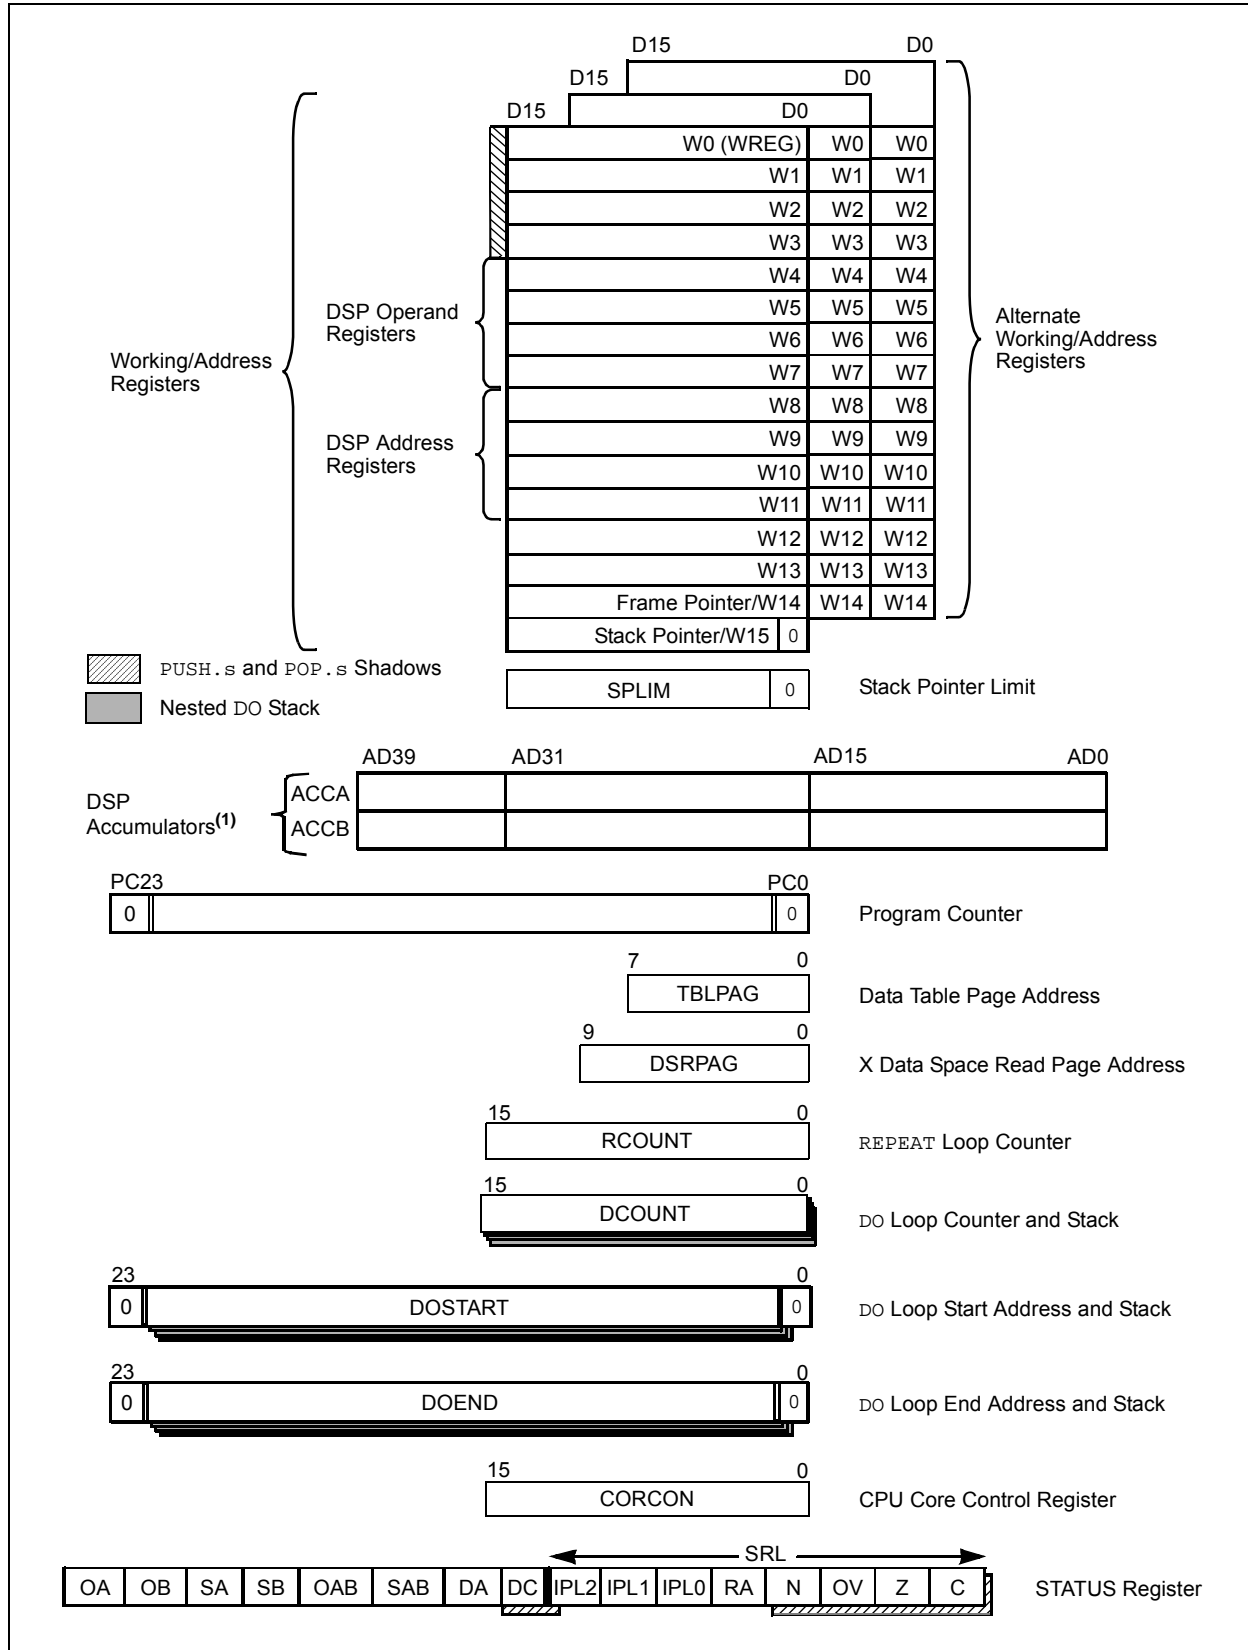 D15 D0
D15 D0
D15 D0
W0 (WREG) W0 W0
W1 W1 W1
W2 W2 W2
W3 W3 W3
W4 W4 W4
DSP Operand Registers
W5 W5 W5
W6 W6 W6
W7 W7 W7
Alternate Working/Address Registers
Working/Address Registers
W8 W8 W8
DSP Address Registers
W9 W9 W9
W10 W10 W10
W11 W11 W11
W12 W12 W12
W13 W13 W13
Frame Pointer/W14 W14 W14
Stack Pointer/W15 0
PUSH.s and POP.s Shadows
SPLIM 0 Stack Pointer Limit
Nested DO Stack
AD39 AD31 AD15 AD0
DSP Accumulators(1)
ACCA
ACCB
PC23 PC0
0 0 Program Counter
7 0
TBLPAG Data Table Page Address
9 0
DSRPAG X Data Space Read Page Address
15 0
RCOUNT REPEAT Loop Counter
15 0
DCOUNT DO Loop Counter and Stack
23 0
0 DOSTART 0 DO Loop Start Address and Stack
23 0
0 DOEND 0 DO Loop End Address and Stack
15 0
CORCON CPU Core Control Register
SRL
OA OB SA SB OAB SAB DA DC IPL2 IPL1 IPL0 RA N OV Z C STATUS Register